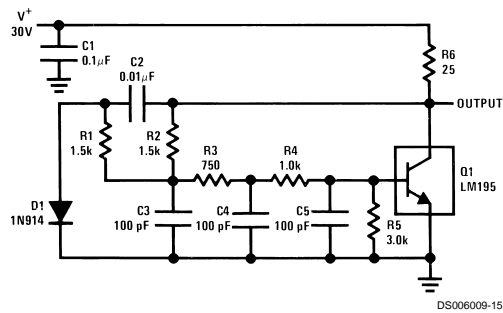 V+
30V
C1
0.1μF
C2
0.01μF
R6
25
OUTPUT
R1
1.5k
R2
1.5k
R3
750
R4
1.0k
Q1
LM195
D1
1N914
C3
100 pF
C4
100 pF
C5
100 pF
R5
3.0k
DS006009-15